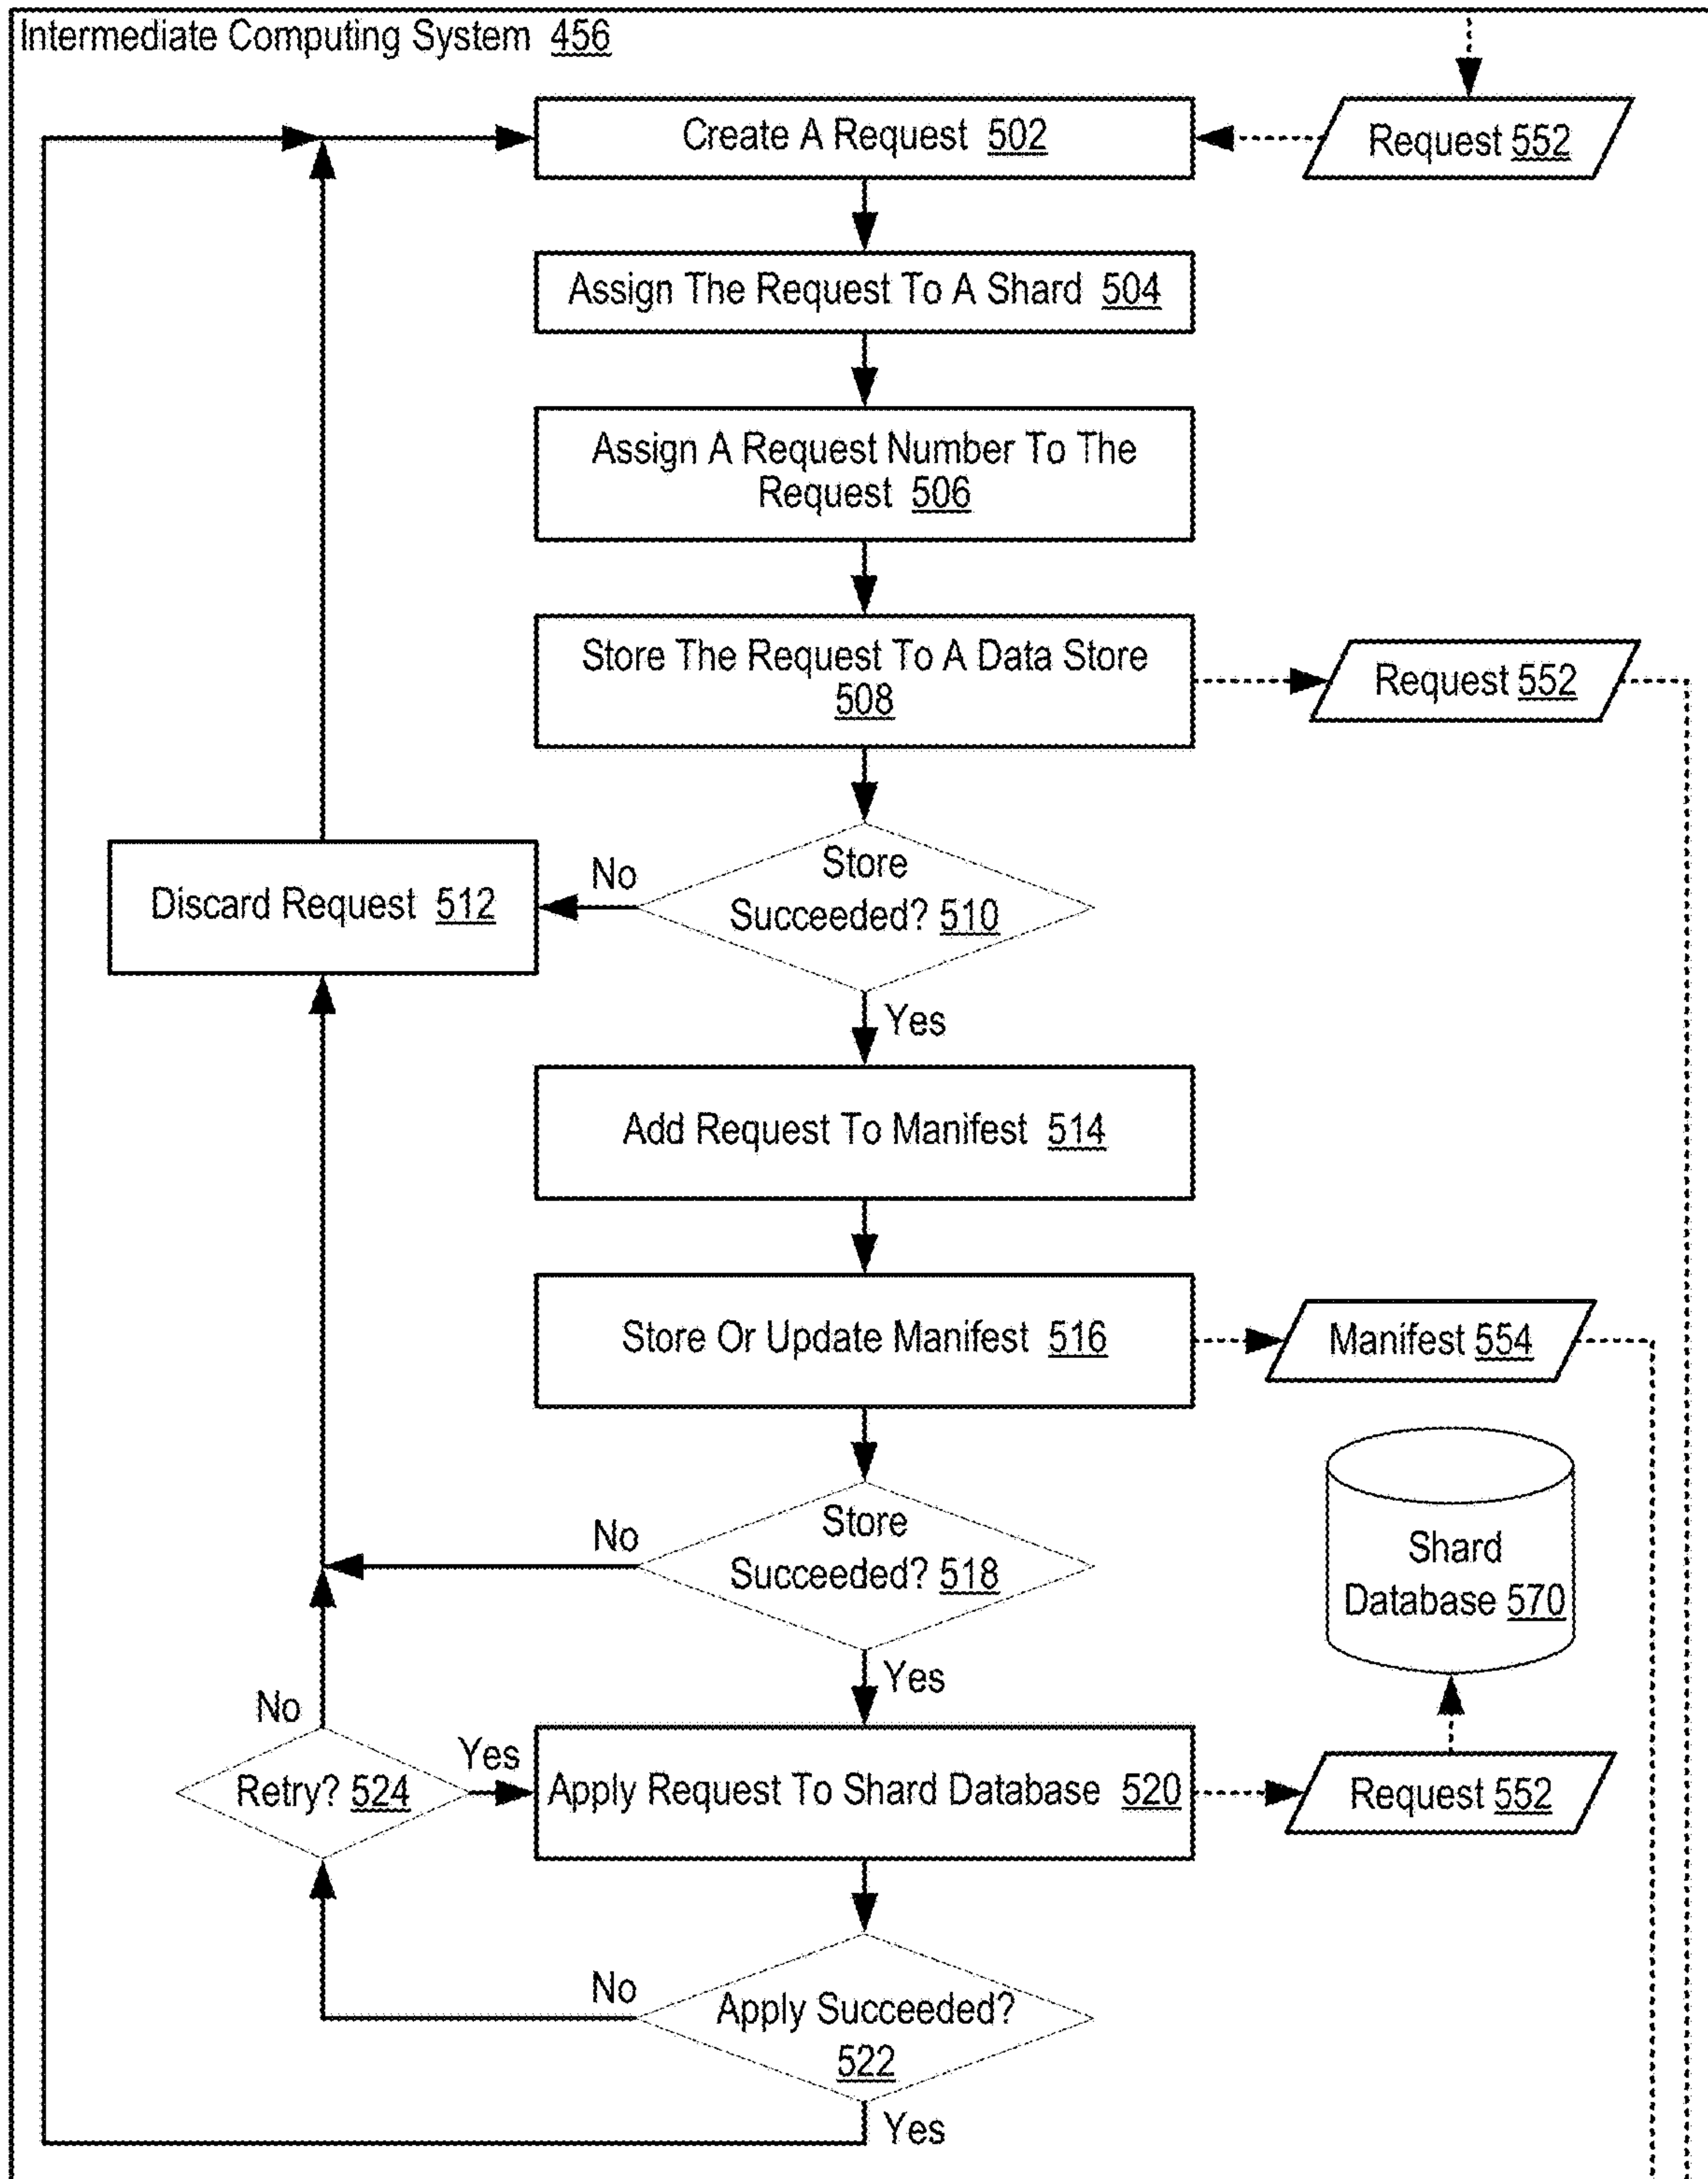 Intermediate Computing System 456
Create A Request 502
Request 552
Assign The Request To A Shard 504
Assign A Request Number To The
Request 506
Store The Request To A Data Store
508
Request 552
Store
Succeeded? 510
No
Discard Request 512
Yes
Add Request To Manifest 514
Store Or Update Manifest 516
Manifest 554
Store
Succeeded? 518
No
Shard
Database 570
Yes
No
Retry? 524
Yes
Apply Request To Shard Database 520
Request 552
No
Apply Succeeded?
522
Yes